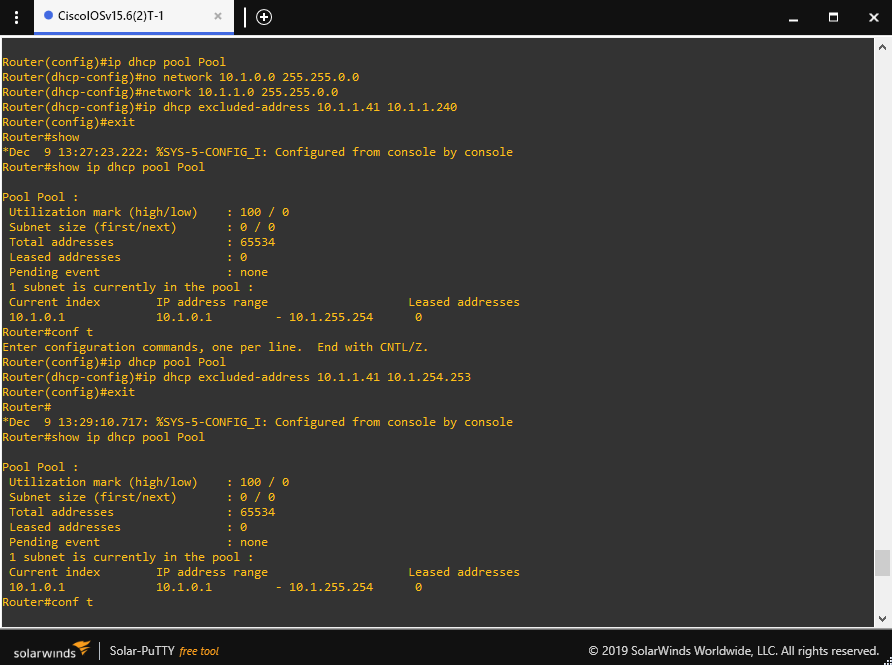 CiscoIOSv15.6(2)T-1
Router(config)#ip dhcp pool Pool
Router(dhcp-config)#no network 10.1.0.0 255.255.0.0
Router(dhcp-config)#network 10.1.1.0 255.255.0.0
Router(dhcp-config)#ip dhcp excluded-address 10.1.1.41 10.1.1.240
Router(config)#exit
Router#show
*Dec  9 13:27:23.222: %SYS-5-CONFIG_I: Configured from console by console
Router#show ip dhcp pool Pool
Pool Pool :
 Utilization mark (high/low)    : 100 / 0
 Subnet size (first/next)       : 0 / 0
 Total addresses                : 65534
 Leased addresses               : 0
 Pending event                  : none
 1 subnet is currently in the pool :
 Current index        IP address range                    Leased addresses
 10.1.0.1             10.1.0.1         - 10.1.255.254      0
Router#conf t
Enter configuration commands, one per line.  End with CNTL/Z.
Router(config)#ip dhcp pool Pool
Router(dhcp-config)#ip dhcp excluded-address 10.1.1.41 10.1.254.253
Router(config)#exit
Router#
*Dec  9 13:29:10.717: %SYS-5-CONFIG_I: Configured from console by console
Router#show ip dhcp pool Pool
Pool Pool :
 Utilization mark (high/low)    : 100 / 0
 Subnet size (first/next)       : 0 / 0
 Total addresses                : 65534
 Leased addresses               : 0
 Pending event                  : none
 1 subnet is currently in the pool :
 Current index        IP address range                    Leased addresses
 10.1.0.1             10.1.0.1         - 10.1.255.254      0
Router#conf t
solarwinds Solar-PuTTY free tool © 2019 SolarWinds Worldwide, LLC. All rights reserved.